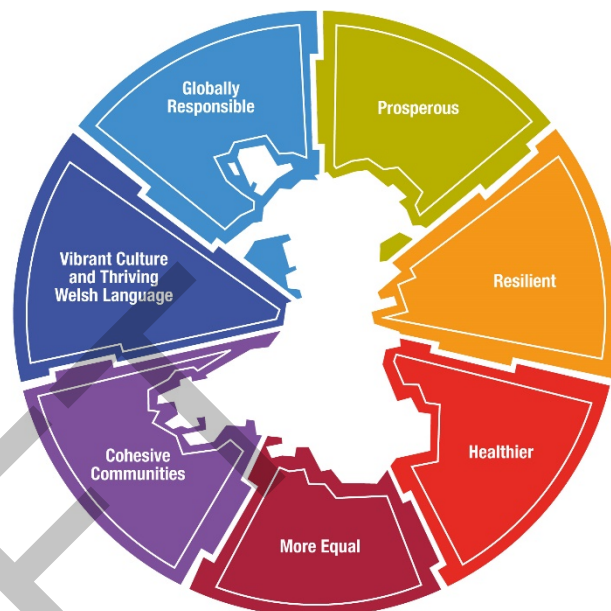 Globally
Responsible
Prosperous
Resilient
Healthier
More Equal
Cohesive
Communities
Vibrant Culture
and Thriving
Welsh Language